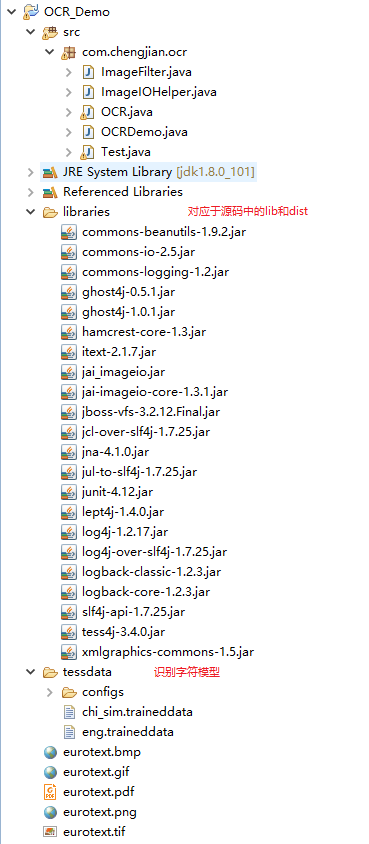 OCR_Demo
src
com.chengjian.ocr
ImageFilter.java
ImageIOHelper.java
OCR.java
OCRDemo.java
Test.java
JRE System Library [jdk1.8.0_101]
Referenced Libraries
libraries 对应于源码中的lib和dist
commons-beanutils-1.9.2.jar
commons-io-2.5.jar
commons-logging-1.2.jar
ghost4j-0.5.1.jar
ghost4j-1.0.1.jar
hamcrest-core-1.3.jar
itext-2.1.7.jar
jai_imageio.jar
jai-imageio-core-1.3.1.jar
jboss-vfs-3.2.12.Final.jar
jcl-over-slf4j-1.7.25.jar
jna-4.1.0.jar
jul-to-slf4j-1.7.25.jar
junit-4.12.jar
lept4j-1.4.0.jar
log4j-1.2.17.jar
log4j-over-slf4j-1.7.25.jar
logback-classic-1.2.3.jar
logback-core-1.2.3.jar
slf4j-api-1.7.25.jar
tess4j-3.4.0.jar
xmlgraphics-commons-1.5.jar
tessdata 识别字符模型
configs
chi_sim.traineddata
eng.traineddata
eurotext.bmp
eurotext.gif
eurotext.pdf
eurotext.png
eurotext.tif